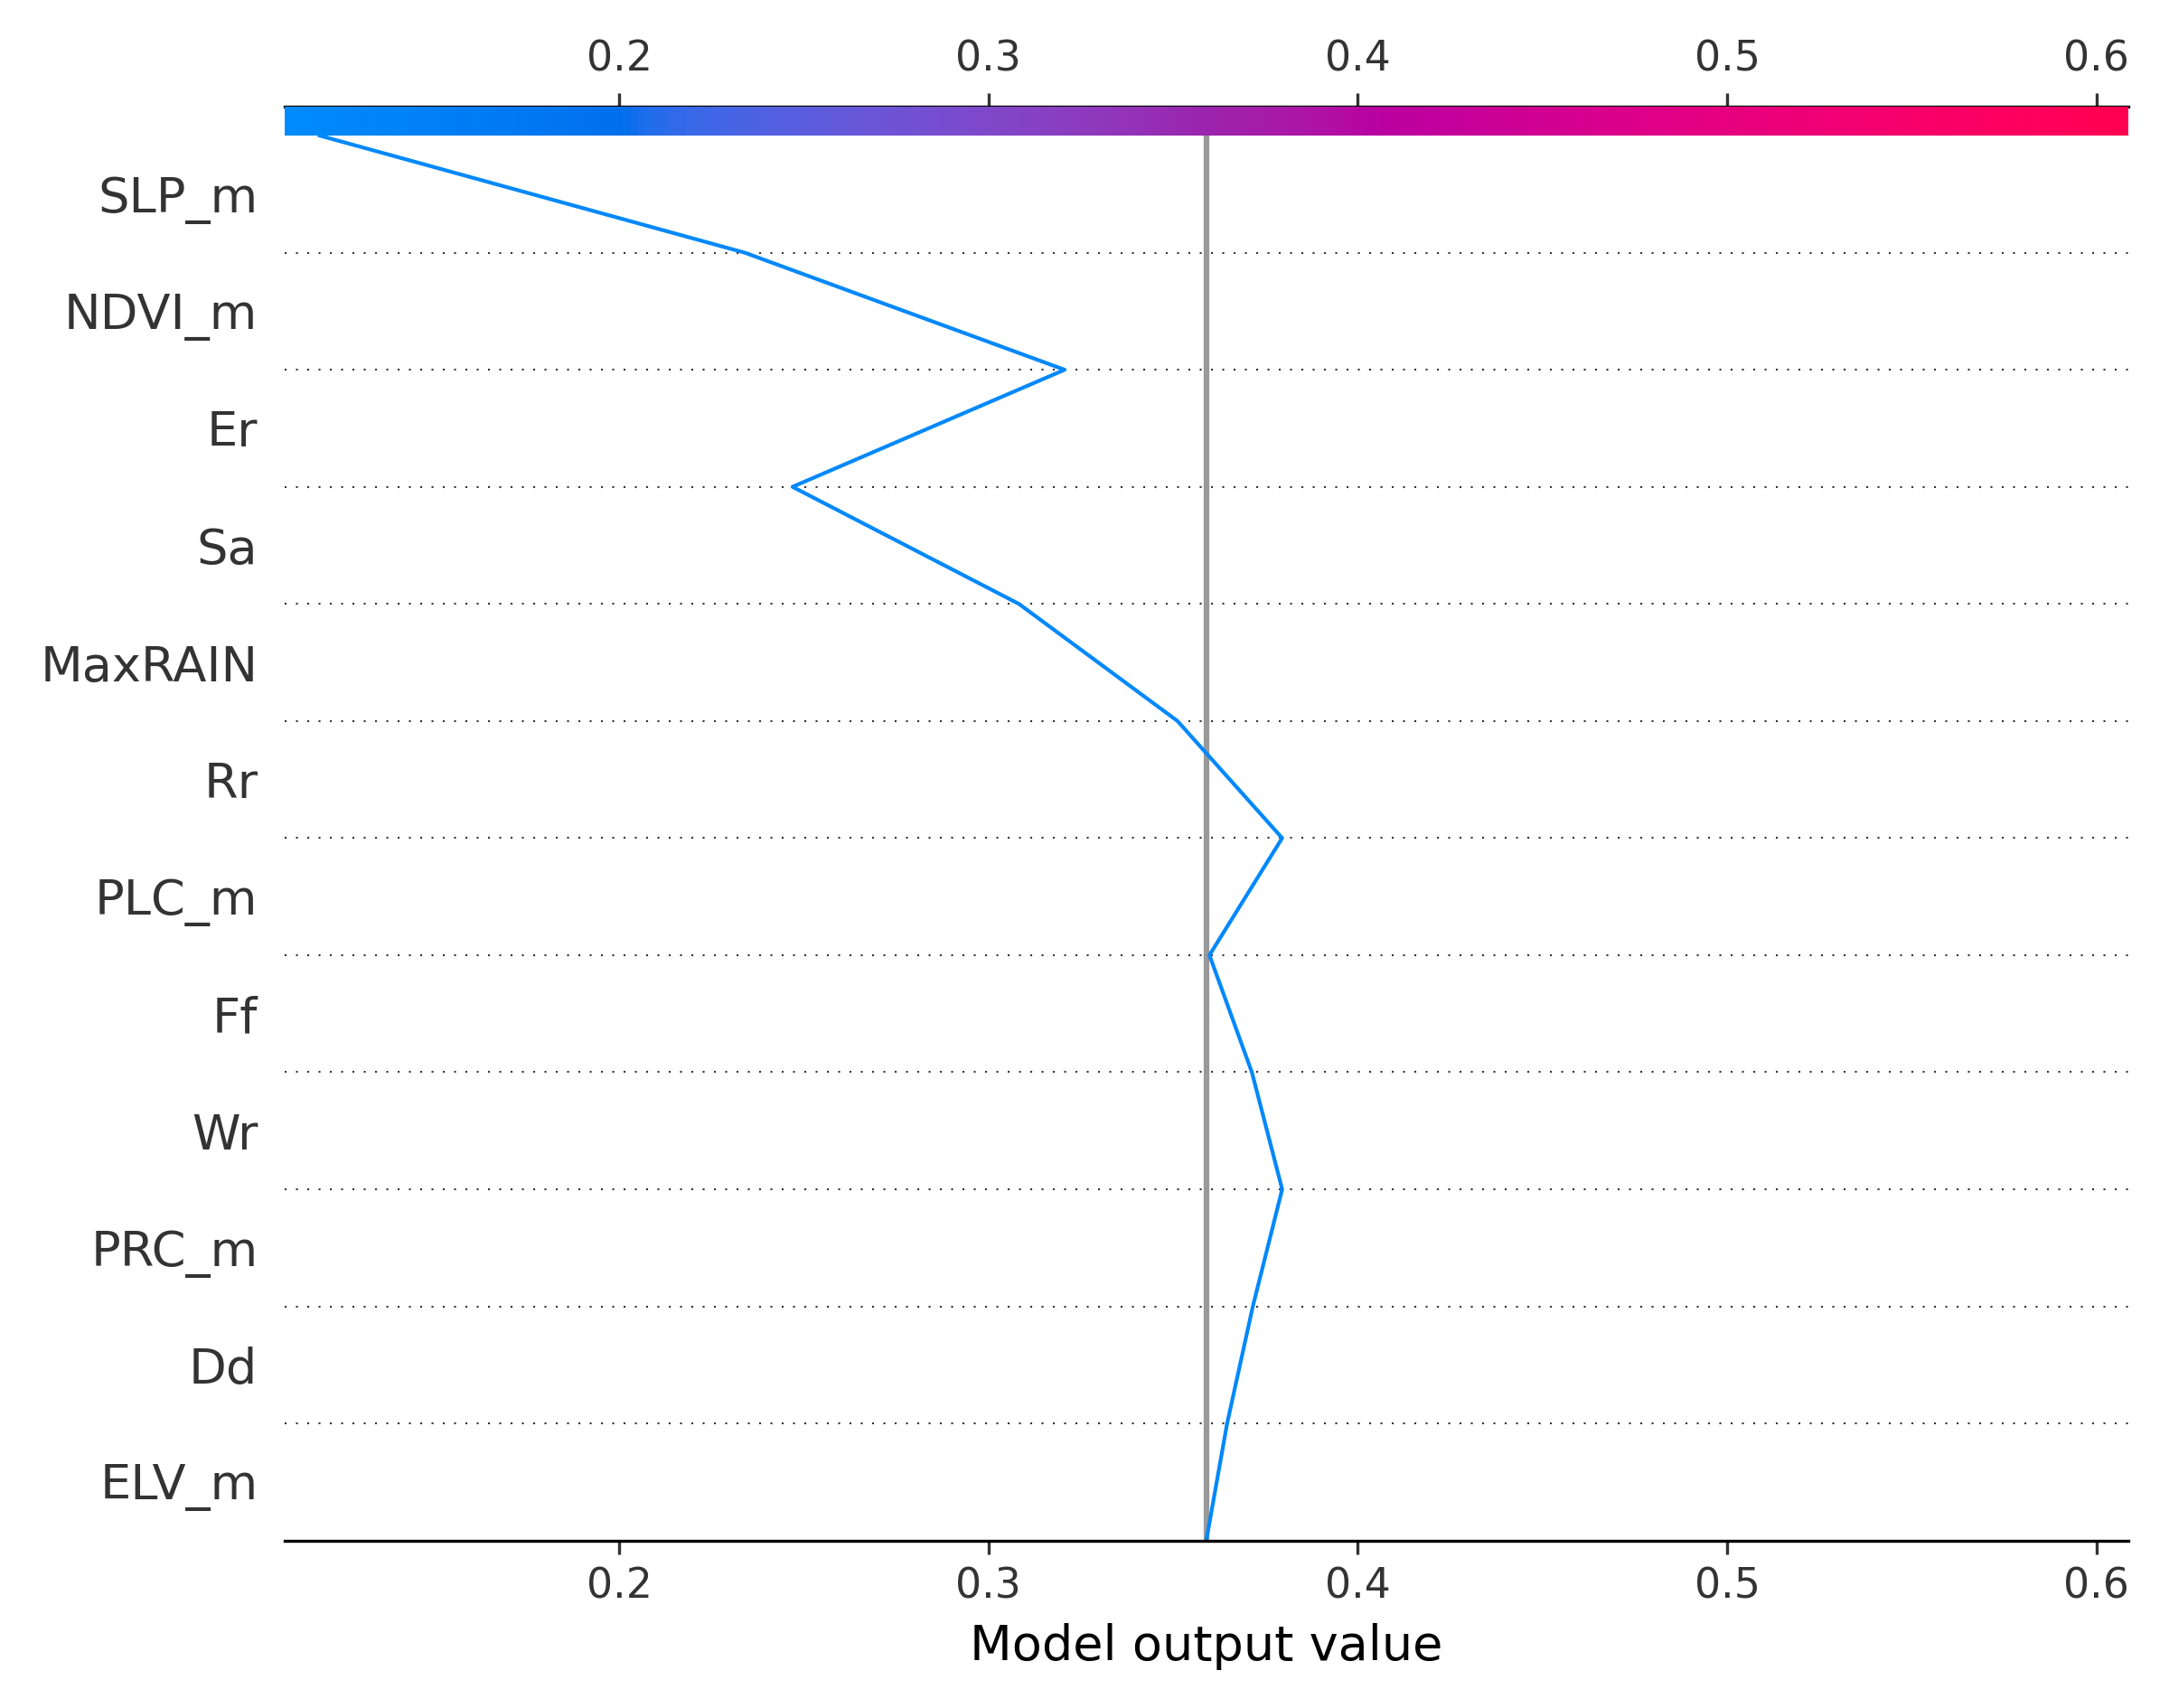 0.2 0.3 0.4 0.5 0.6
SLP_m
NDVI_m
Er
Sa
MaxRAIN
Rr
PLC_m
Ff
Wr
PRC_m
Dd
ELV_m
0.2 0.3 0.4 0.5 0.6
Model output value